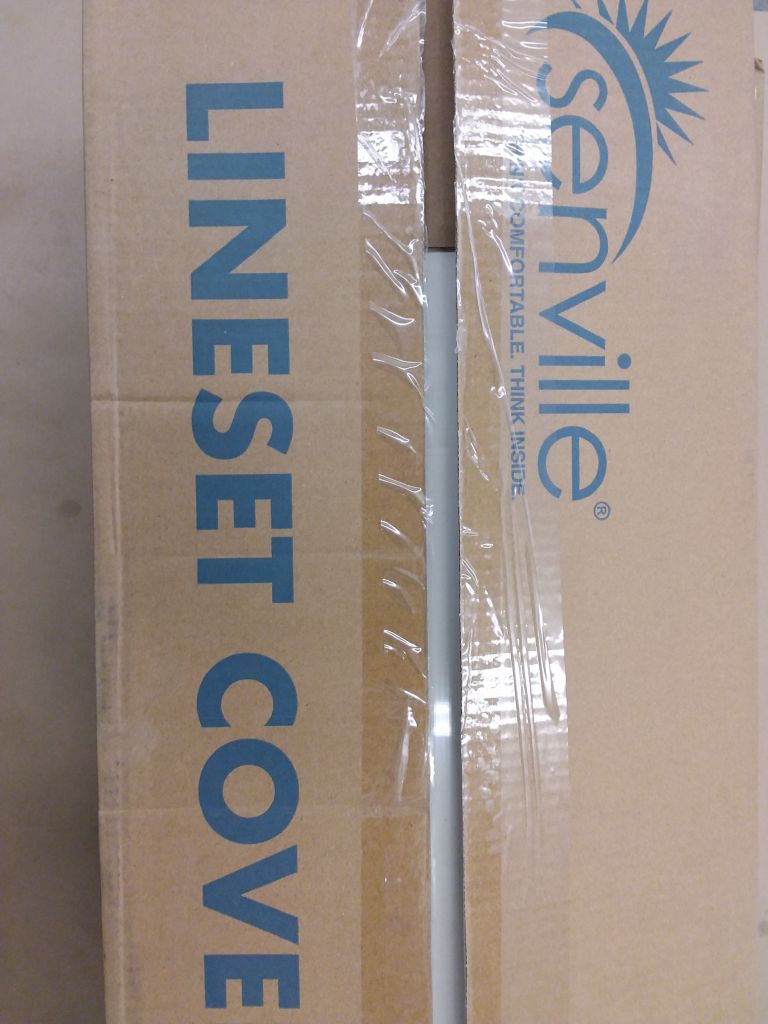 senville®
COMFORTABLE. THINK INSIDE.
LINESET COVE